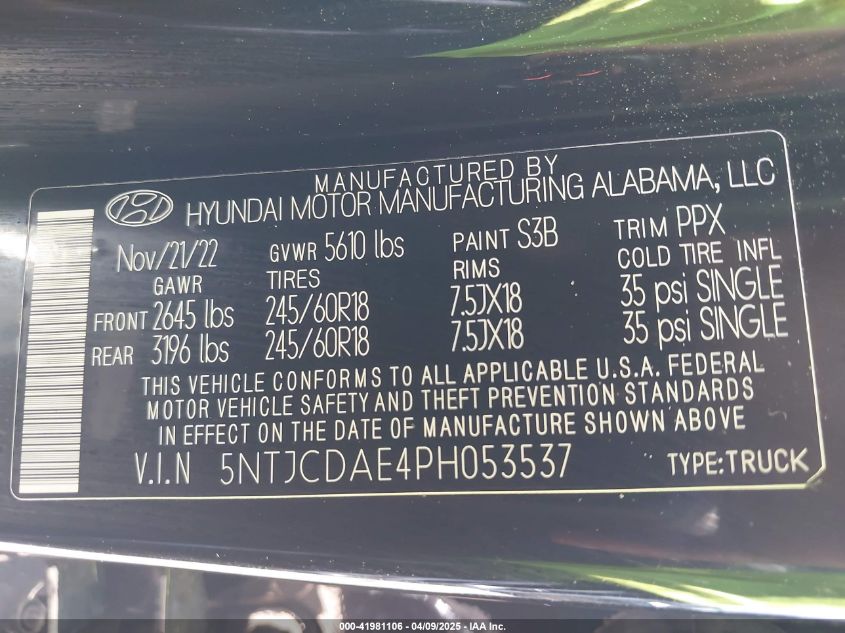 MANUFACTURED BY
HYUNDAI MOTOR MANUFACTURING ALABAMA, LLC
Nov/21/22 GVWR 5610 lbs PAINT S3B TRIM PPX
GAWR TIRES RIMS COLD TIRE INFL
FRONT 2645 lbs 245/60R18 7.5JX18 35 psi SINGLE
REAR 3196 lbs 245/60R18 7.5JX18 35 psi SINGLE
THIS VEHICLE CONFORMS TO ALL APPLICABLE U.S.A. FEDERAL
MOTOR VEHICLE SAFETY AND THEFT PREVENTION STANDARDS
IN EFFECT ON THE DATE OF MANUFACTURE SHOWN ABOVE
V.I.N 5NTJCDAE4PH053537 TYPE:TRUCK
000-41981106 - 04/09/2025 - IAA Inc.